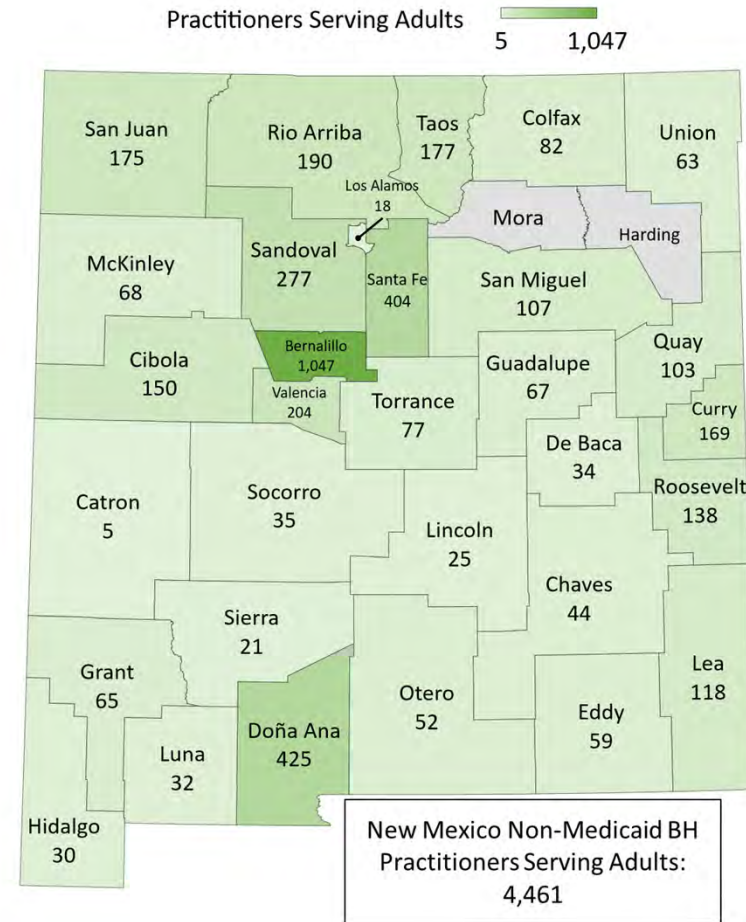 Practitioners Serving Adults
5
1,047
San Juan
175
Rio Arriba
190
Taos
177
Colfax
82
Union
63
Los Alamos
18
Mora
Harding
McKinley
68
Sandoval
277
Santa Fe
404
San Miguel
107
Cibola
150
Bernalillo
1,047
Valencia
204
Torrance
77
Guadalupe
67
Quay
103
Curry
169
De Baca
34
Roosevelt
138
Catron
5
Socorro
35
Lincoln
25
Chaves
44
Sierra
21
Grant
65
Otero
52
Lea
118
Doña Ana
425
Eddy
59
Luna
32
Hidalgo
30
New Mexico Non-Medicaid BH
Practitioners Serving Adults:
4,461